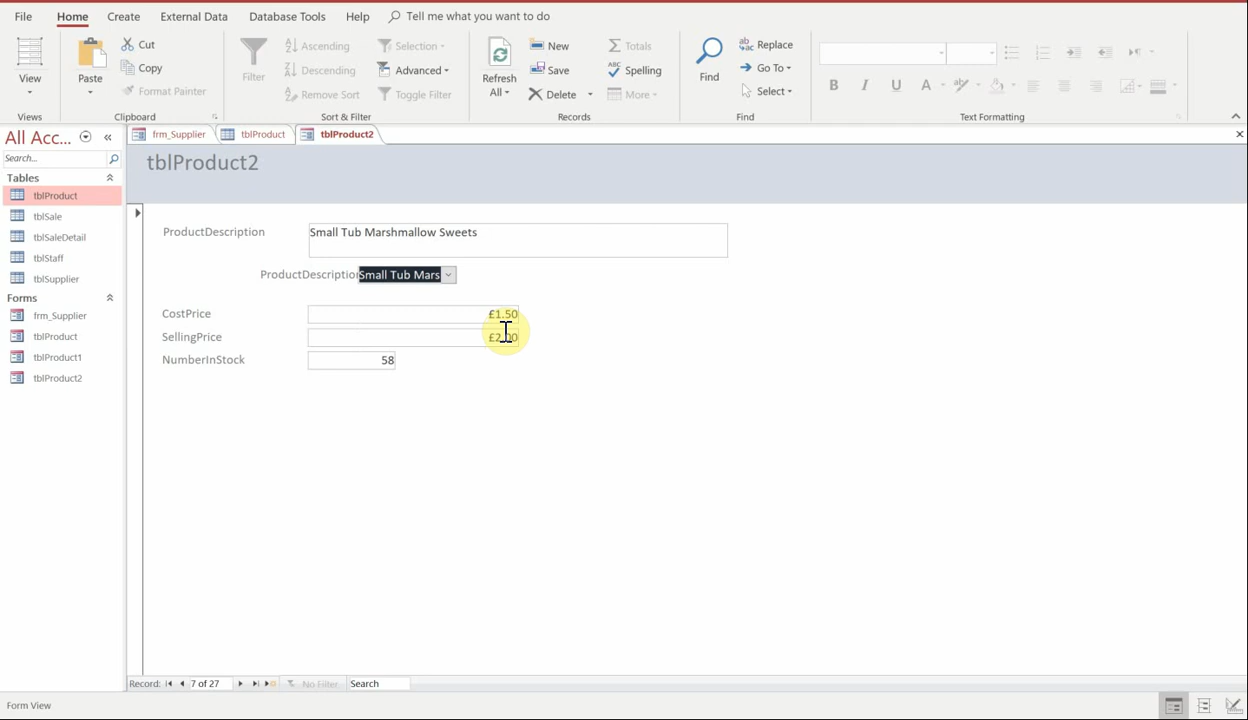 File Home Create External Data Database Tools Help Tell me what you want to do
View
Views
Paste
Cut
Copy
Format Painter
Clipboard
Filter
Ascending
Descending
Remove Sort
Selection
Advanced
Toggle Filter
Sort & Filter
Refresh
All
New
Save
Delete
Totals
Spelling
More
Records
Find
Replace
Go To
Select
Find
B I U A
Text Formatting
All Acc...
Search...
Tables
tblProduct
tblSale
tblSaleDetail
tblStaff
tblSupplier
Forms
frm_Supplier
tblProduct
tblProduct1
tblProduct2
frm_Supplier tblProduct tblProduct2
tblProduct2
ProductDescription Small Tub Marshmallow Sweets
ProductDescription Small Tub Mars
CostPrice £1.50
SellingPrice £2.00
NumberInStock 58
Record: 7 of 27 No Filter Search
Form View